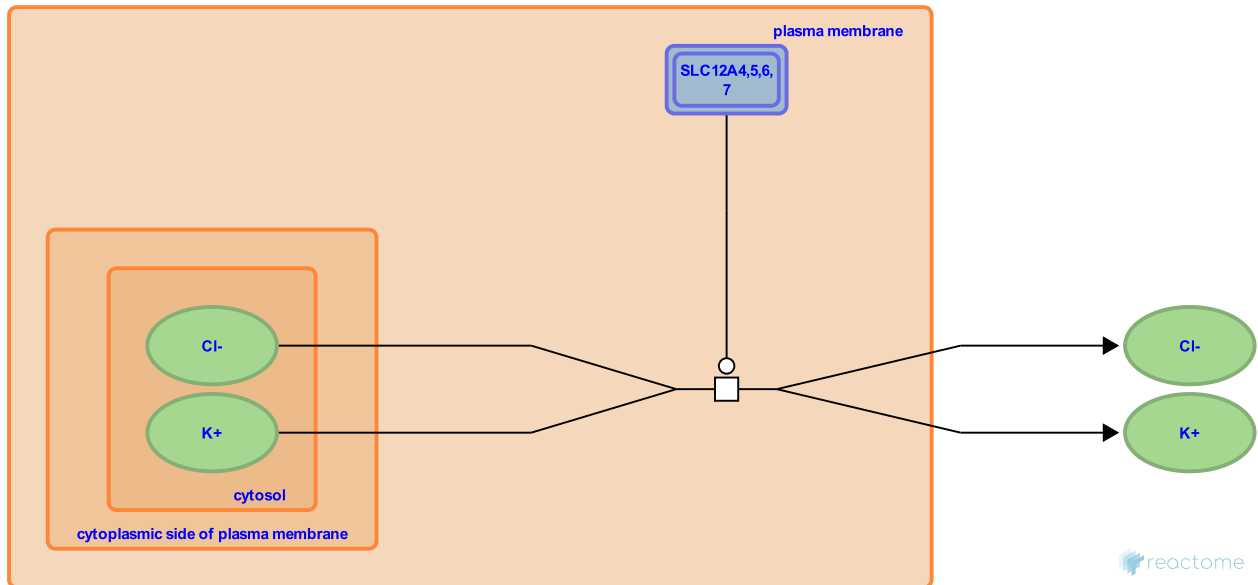 plasma membrane
SLC12A4,5,6,
7
Cl-
Cl-
K+
K+
cytosol
cytoplasmic side of plasma membrane
reactome